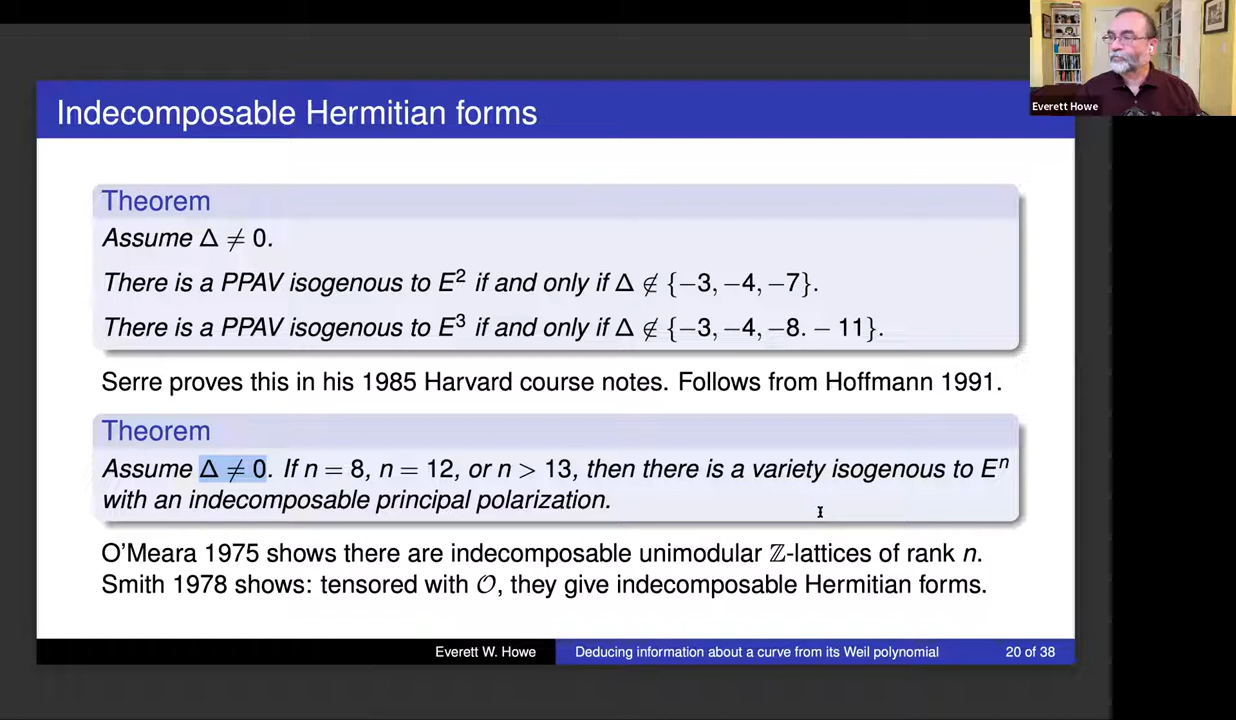 Everett Howe
Indecomposable Hermitian forms
Theorem
Assume Δ ≠ 0.
There is a PPAV isogenous to E² if and only if Δ ∉ {−3, −4, −7}.
There is a PPAV isogenous to E³ if and only if Δ ∉ {−3, −4, −8. − 11}.
Serre proves this in his 1985 Harvard course notes. Follows from Hoffmann 1991.
Theorem
Assume Δ ≠ 0. If n = 8, n = 12, or n > 13, then there is a variety isogenous to Eⁿ
with an indecomposable principal polarization.
O'Meara 1975 shows there are indecomposable unimodular ℤ-lattices of rank n.
Smith 1978 shows: tensored with 𝒪, they give indecomposable Hermitian forms.
Everett W. Howe Deducing information about a curve from its Weil polynomial 20 of 38